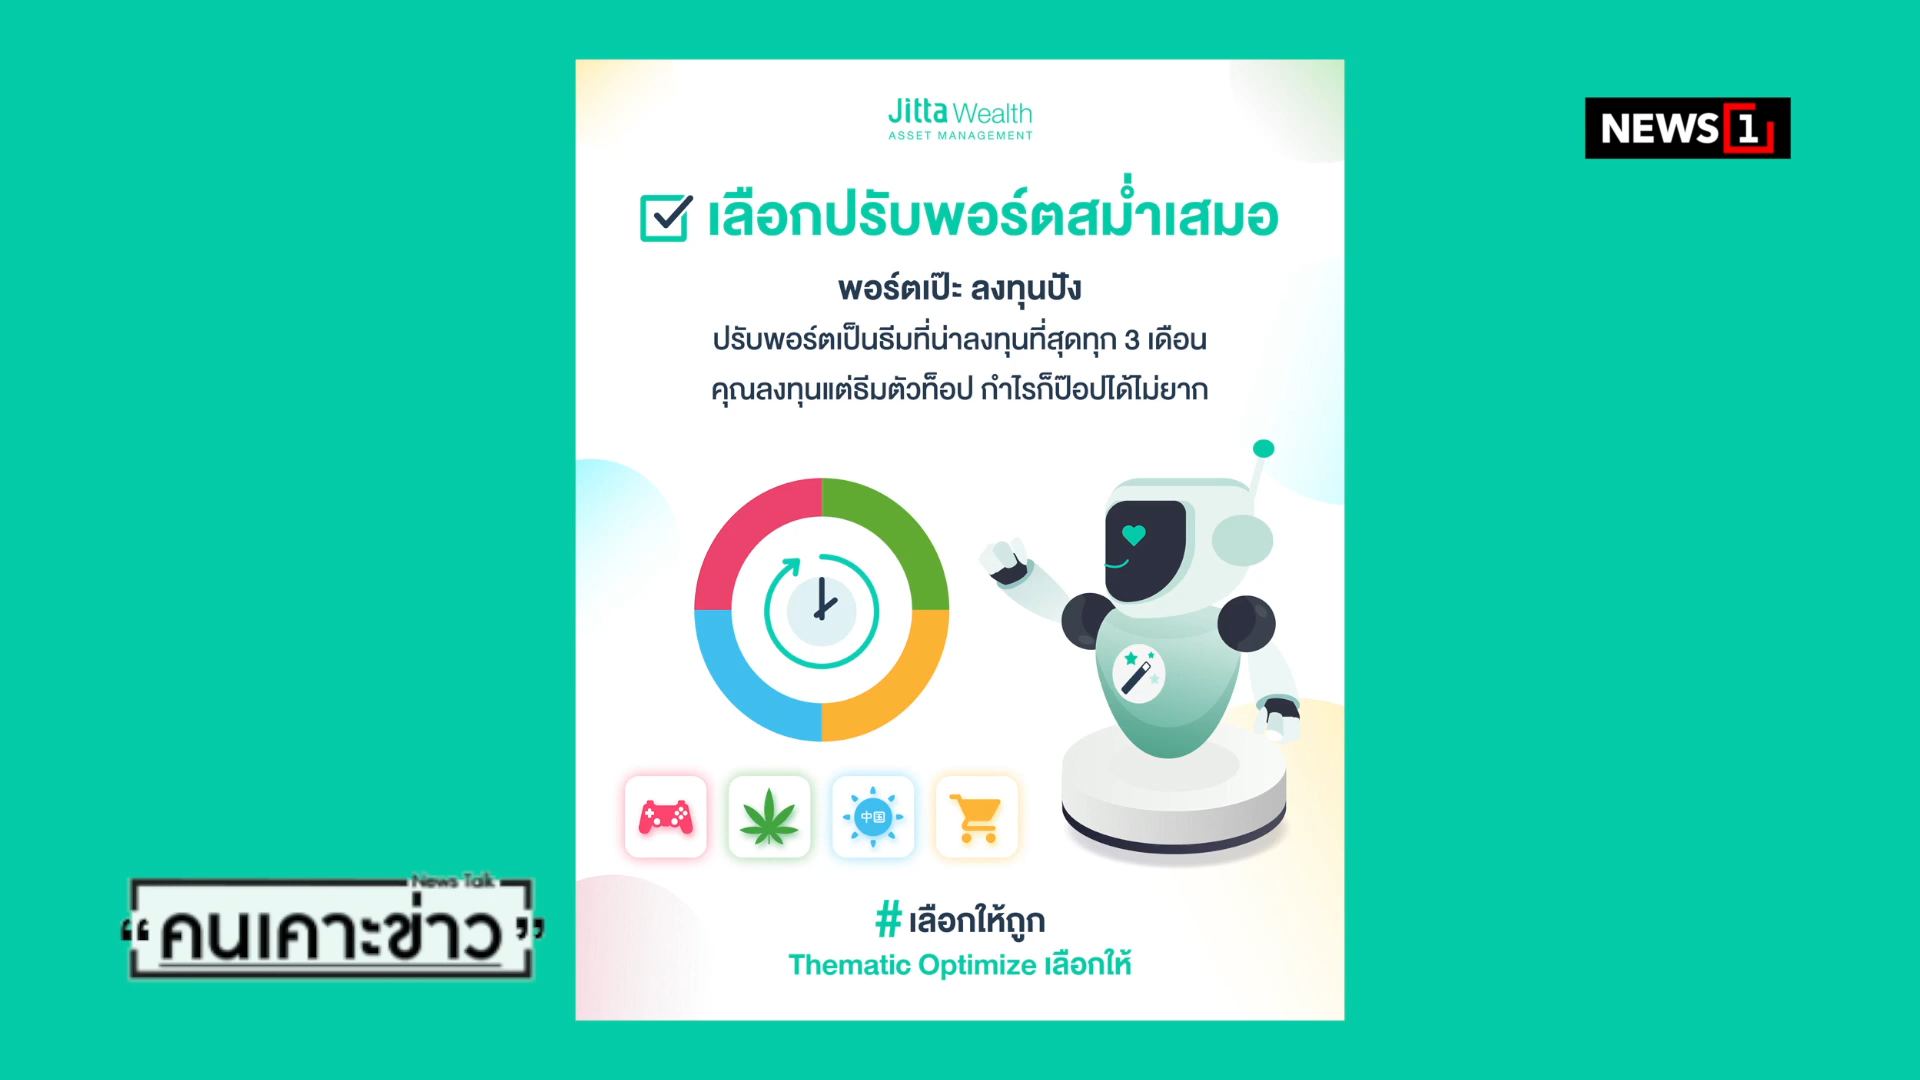 Jitta Wealth
ASSET MANAGEMENT
NEWS 1
เลือกปรับพอร์ตสม่ำเสมอ
พอร์ตเป๊ะ ลงทุนปัง
ปรับพอร์ตเป็นธีมที่น่าลงทุนที่สุดทุก 3 เดือน
คุณลงทุนแต่ธีมตัวท็อป กำไรก็ป๊อปได้ไม่ยาก
中国
News Talk
“คนเคาะข่าว”
#เลือกให้ถูก
Thematic Optimize เลือกให้